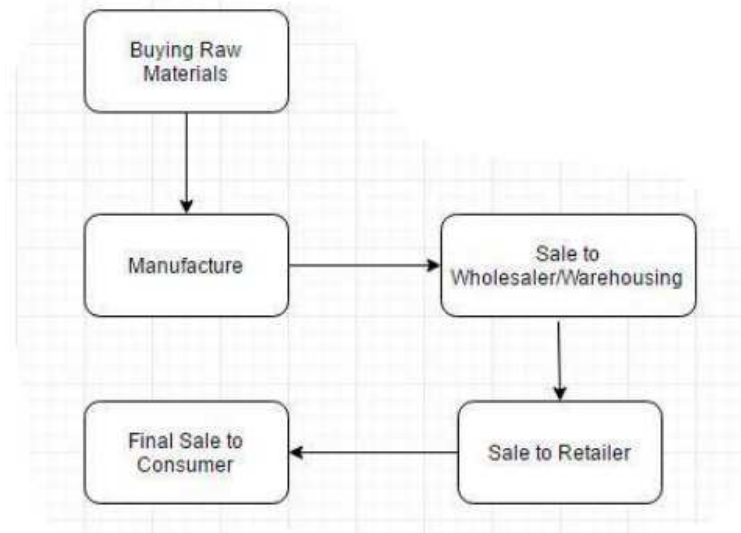 Buying Raw
Materials
Manufacture
Sale to
Wholesaler/Warehousing
Sale to Retailer
Final Sale to
Consumer